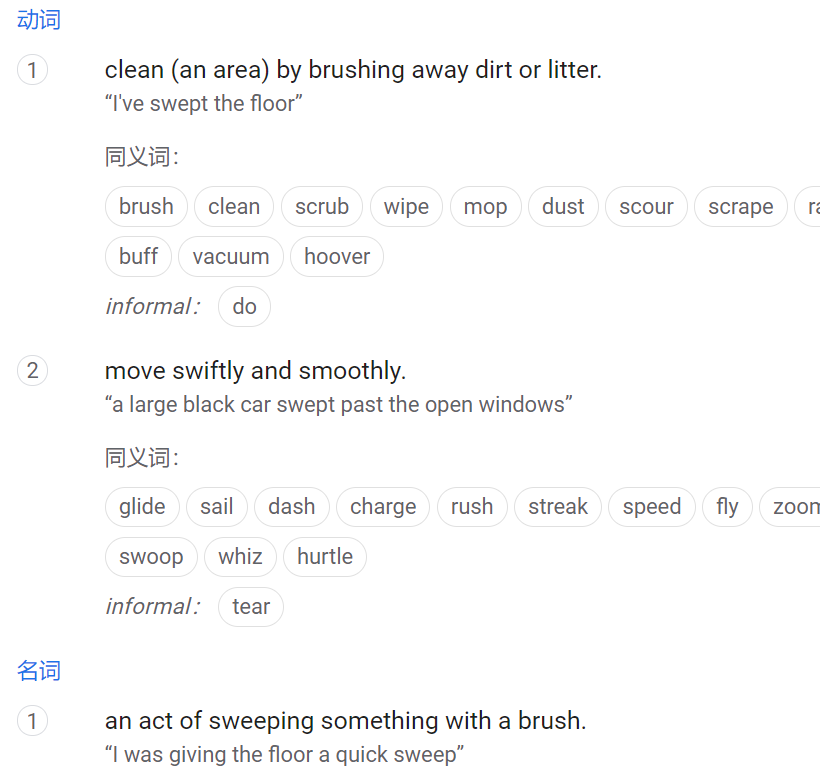 动词
1 clean (an area) by brushing away dirt or litter.
“I've swept the floor”
同义词：
brush clean scrub wipe mop dust scour scrape
buff vacuum hoover
informal： do
2 move swiftly and smoothly.
“a large black car swept past the open windows”
同义词：
glide sail dash charge rush streak speed fly zoom
swoop whiz hurtle
informal： tear
名词
1 an act of sweeping something with a brush.
“I was giving the floor a quick sweep”